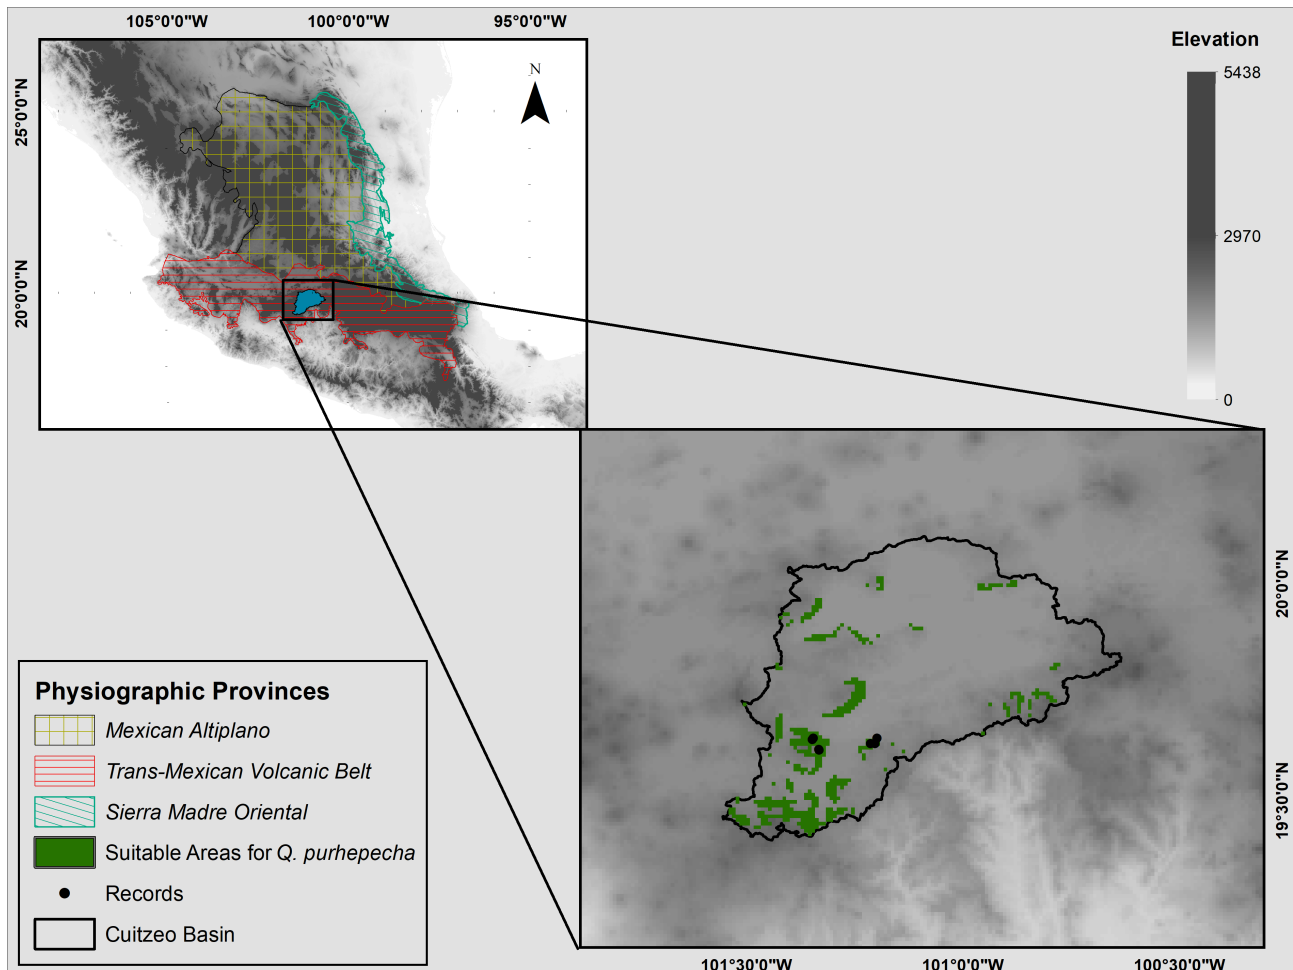 105°0'0"W 100°0'0"W 95°0'0"W
Elevation
5438
2970
0
N
25°0'0"N
20°0'0"N
20°0'0"N
19°30'0"N
Physiographic Provinces
Mexican Altiplano
Trans-Mexican Volcanic Belt
Sierra Madre Oriental
Suitable Areas for Q. purhepecha
Records
Cuitzeo Basin
101°30'0"W 101°0'0"W 100°30'0"W